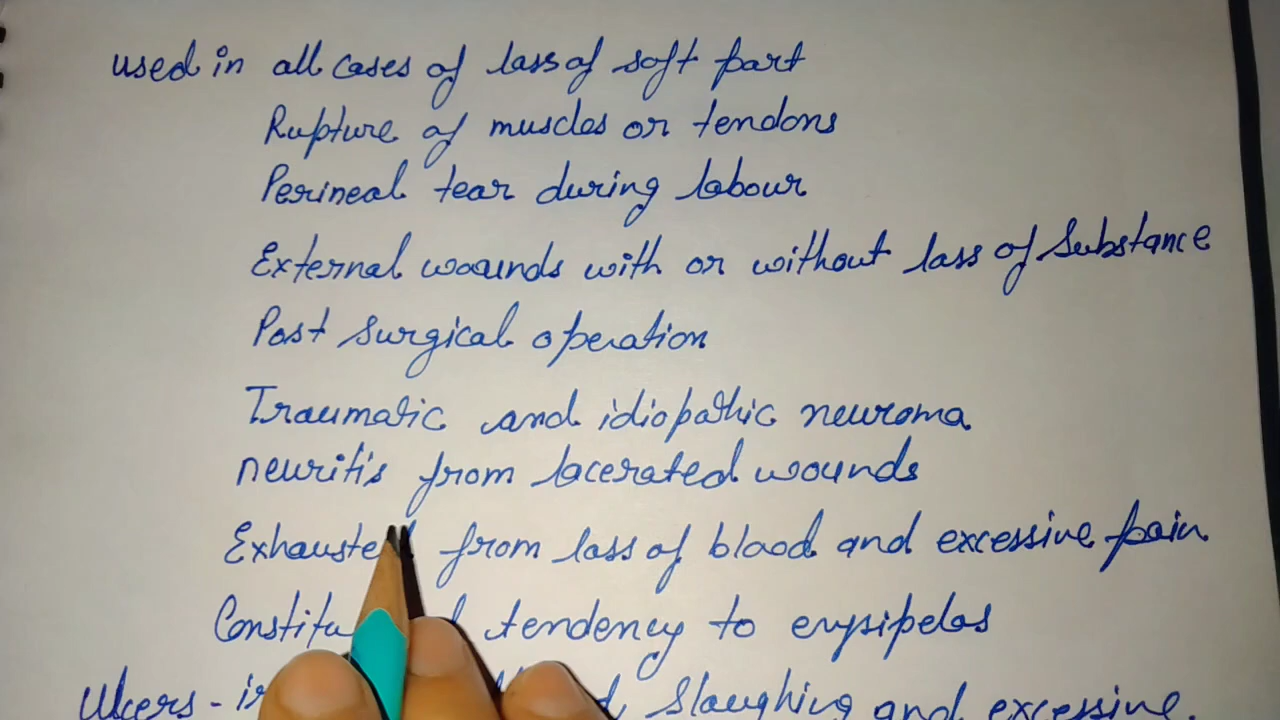 used in all cases of loss of soft part
Rupture of muscles or tendons
Perineal tear during labour
External wounds with or without loss of substance
Post surgical operation
Traumatic and idiopathic neuroma
neuritis from lacerated wounds
Exhausted from loss of blood and excessive pain
tendency to erysipelas
Ulcers - Slaughing and excessive